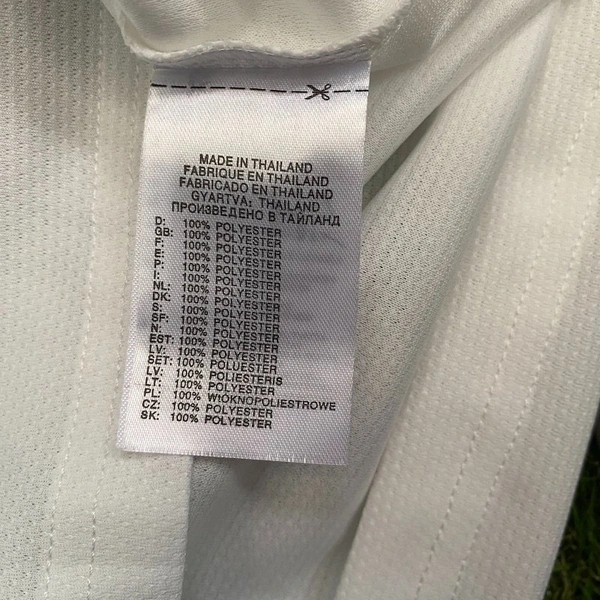 MADE IN THAILAND
FABRIQUE EN THAILAND
FABRICADO EN THAILAND
GYARTVA: THAILAND
ПРОИЗВЕДЕНО В ТАЙЛАНД
D: 100% POLYESTER
GB: 100% POLYESTER
F: 100% POLYESTER
E: 100% POLYESTER
P: 100% POLYESTER
I: 100% POLYESTER
NL: 100% POLYESTER
DK: 100% POLYESTER
S: 100% POLYESTER
SF: 100% POLYESTER
N: 100% POLYESTER
EST: 100% POLYESTER
LV: 100% POLYESTER
SET: 100% POLUESTER
LV: 100% POLIESTERIS
LT: 100% POLYESTER
PL: 100% WŁÓKNOPOLIESTROWE
CZ: 100% POLYESTER
SK: 100% POLYESTER